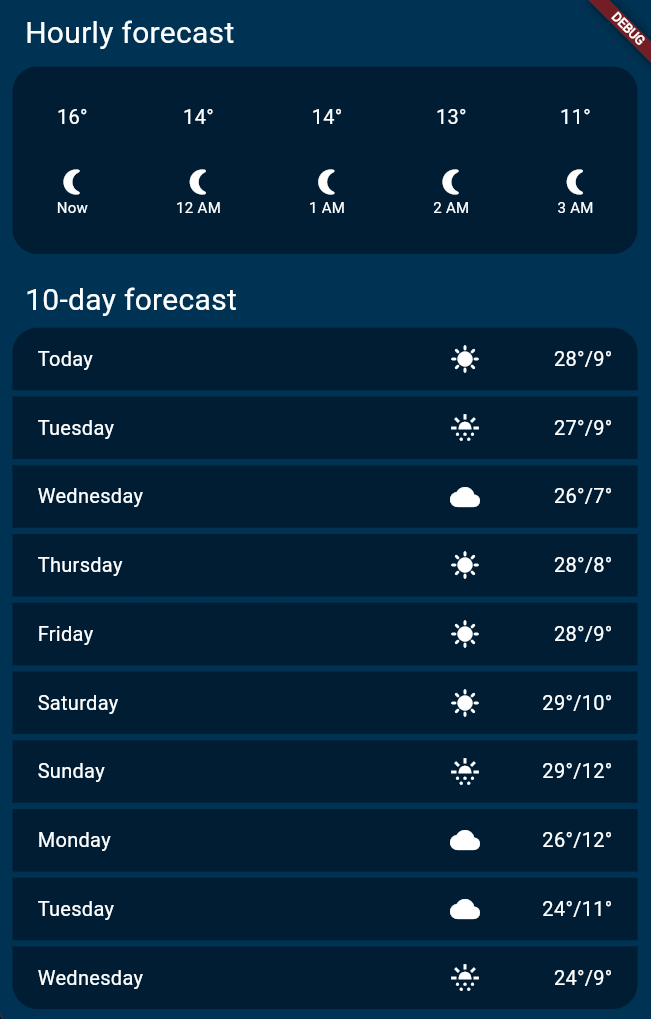 Hourly forecast
DEBUG
16° 14° 14° 13° 11°
Now 12 AM 1 AM 2 AM 3 AM
10-day forecast
Today 28°/9°
Tuesday 27°/9°
Wednesday 26°/7°
Thursday 28°/8°
Friday 28°/9°
Saturday 29°/10°
Sunday 29°/12°
Monday 26°/12°
Tuesday 24°/11°
Wednesday 24°/9°